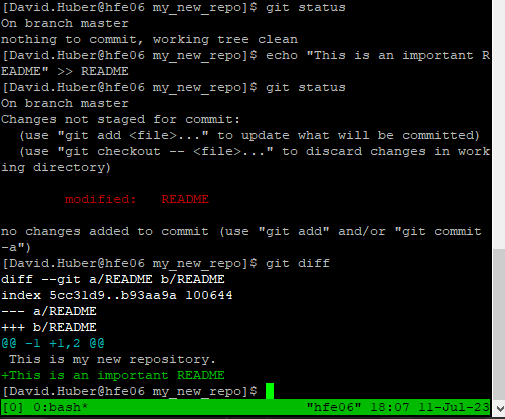 [David.Huber@hfe06 my_new_repo]$ git status
On branch master
nothing to commit, working tree clean
[David.Huber@hfe06 my_new_repo]$ echo "This is an important R
EADME" >> README
[David.Huber@hfe06 my_new_repo]$ git status
On branch master
Changes not staged for commit:
  (use "git add <file>..." to update what will be committed)
  (use "git checkout -- <file>..." to discard changes in work
ing directory)
        modified:   README
no changes added to commit (use "git add" and/or "git commit
-a")
[David.Huber@hfe06 my_new_repo]$ git diff
diff --git a/README b/README
index 5cc31d9..b93aa9a 100644
--- a/README
+++ b/README
@@ -1 +1,2 @@
 This is my new repository.
+This is an important README
[David.Huber@hfe06 my_new_repo]$
[0] 0:bash* "hfe06" 18:07 11-Jul-23